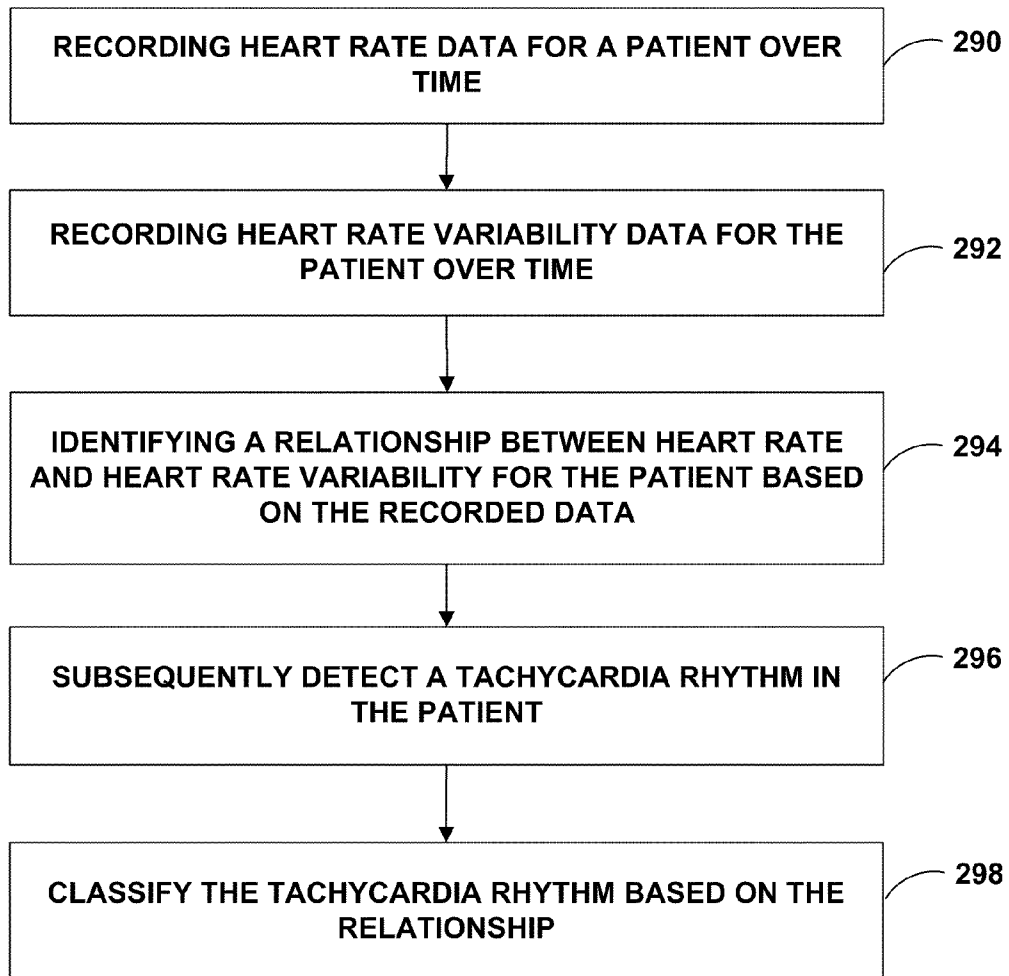 RECORDING HEART RATE DATA FOR A PATIENT OVER
TIME
290
RECORDING HEART RATE VARIABILITY DATA FOR THE
PATIENT OVER TIME
292
IDENTIFYING A RELATIONSHIP BETWEEN HEART RATE
AND HEART RATE VARIABILITY FOR THE PATIENT BASED
ON THE RECORDED DATA
294
SUBSEQUENTLY DETECT A TACHYCARDIA RHYTHM IN
THE PATIENT
296
CLASSIFY THE TACHYCARDIA RHYTHM BASED ON THE
RELATIONSHIP
298